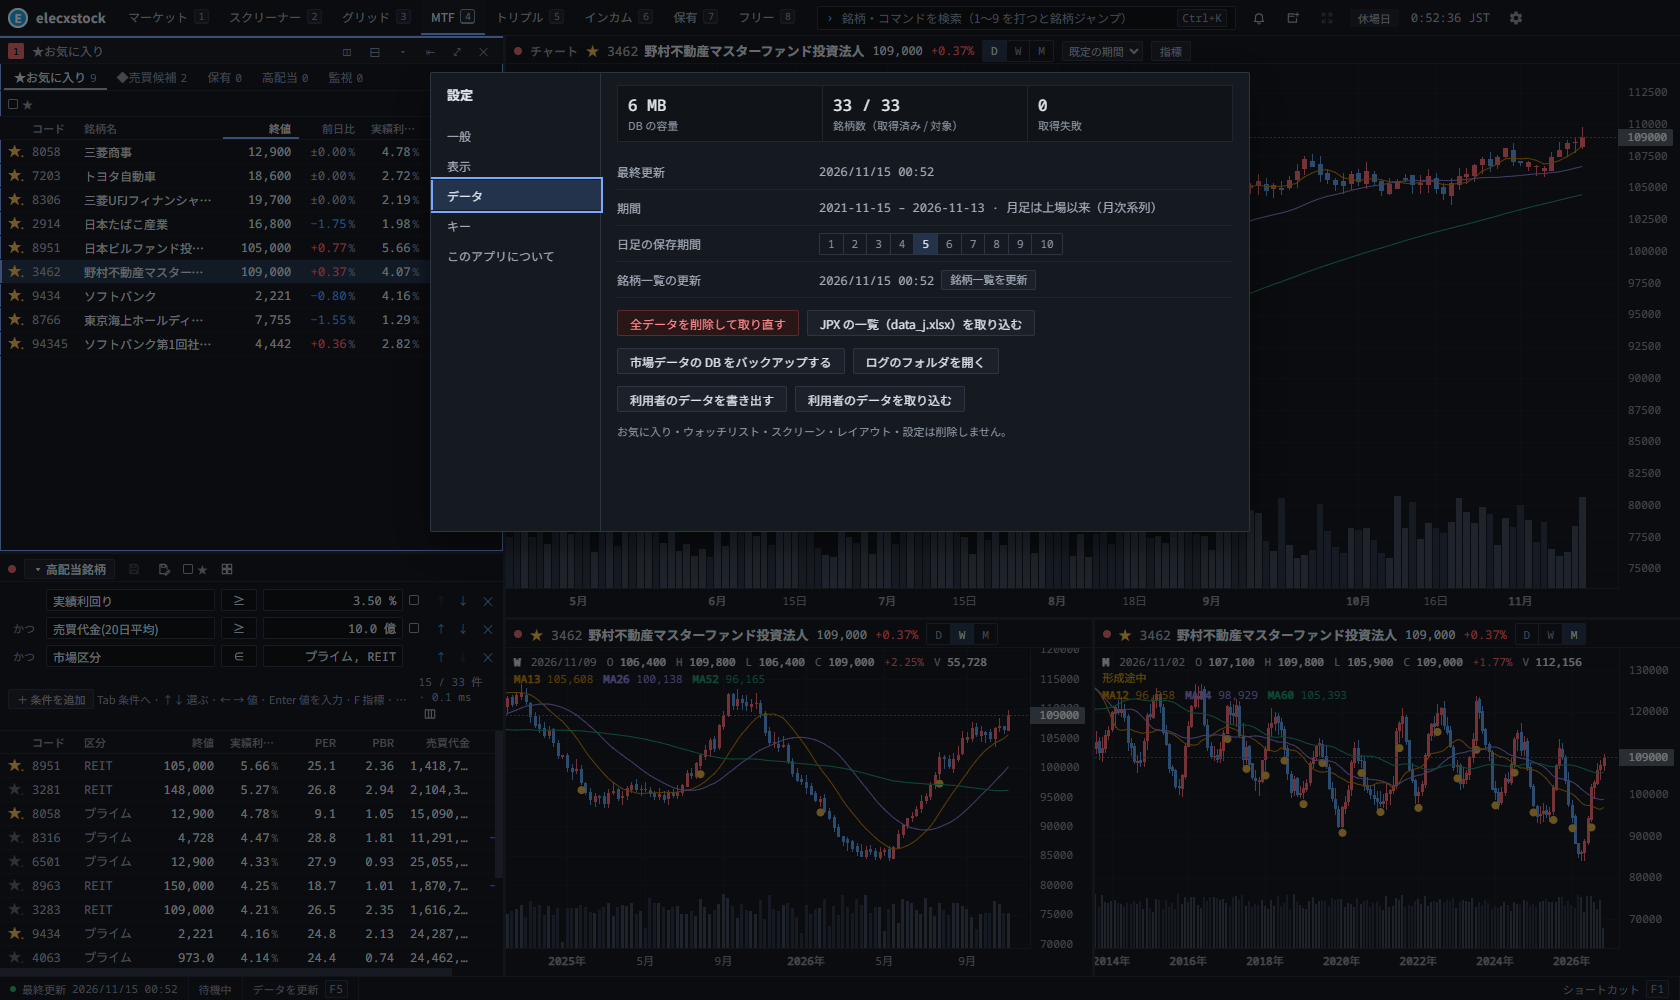 elecxstock マーケット 1 スクリーナー 2 グリッド 3 MTF 4 トリプル 5 インカム 6 保有 7 フリー 8 › 銘柄・コマンドを検索（1〜9 を打つと銘柄ジャンプ） Ctrl+K 休場日 0:52:36 JST
1 ★お気に入り
★お気に入り 9 ◆売買候補 2 保有 0 高配当 0 監視 0
コード 銘柄名 終値 前日比 実績利…
8058 三菱商事 12,900 ±0.00% 4.78%
7203 トヨタ自動車 18,600 ±0.00% 2.72%
8306 三菱UFJフィナンシャ… 19,700 ±0.00% 2.19%
2914 日本たばこ産業 16,800 −1.75% 1.98%
8951 日本ビルファンド投… 105,000 +0.77% 5.66%
3462 野村不動産マスター… 109,000 +0.37% 4.07%
9434 ソフトバンク 2,221 −0.80% 4.16%
8766 東京海上ホールディ… 7,755 −1.55% 1.29%
94345 ソフトバンク第1回社… 4,442 +0.36% 2.82%
チャート ★ 3462 野村不動産マスターファンド投資法人 109,000 +0.37% D W M 既定の期間 指標
112500
110000
109000
107500
105000
102500
100000
97500
95000
92500
90000
87500
85000
82500
80000
77500
75000
5月 6月 15日 7月 15日 8月 18日 9月 10月 16日 11月
設定
一般
表示
データ
キー
このアプリについて
6 MB
DB の容量
33 / 33
銘柄数（取得済み / 対象）
0
取得失敗
最終更新 2026/11/15 00:52
期間 2021-11-15 – 2026-11-13 · 月足は上場以来（月次系列）
日足の保存期間 1 2 3 4 5 6 7 8 9 10
銘柄一覧の更新 2026/11/15 00:52 銘柄一覧を更新
全データを削除して取り直す JPX の一覧（data_j.xlsx）を取り込む
市場データの DB をバックアップする ログのフォルダを開く
利用者のデータを書き出す 利用者のデータを取り込む
お気に入り・ウォッチリスト・スクリーン・レイアウト・設定は削除しません。
高配当銘柄
実績利回り ≥ 3.50 %
かつ 売買代金(20日平均) ≥ 10.0 億
かつ 市場区分 ∈ プライム, REIT
＋条件を追加 Tab 条件へ · ↑↓ 選ぶ · ←→ 値 · Enter 値を入力 · F 指標 · …
15 / 33 件 · 0.1 ms
コード 区分 終値 実績利… PER PBR 売買代金
8951 REIT 105,000 5.66% 25.1 2.36 1,418,7…
3281 REIT 148,000 5.27% 26.8 2.94 2,104,3…
8058 プライム 12,900 4.78% 9.1 1.05 15,090,…
8316 プライム 4,728 4.47% 28.8 1.81 11,291,…
6501 プライム 12,900 4.33% 27.9 0.93 25,055,…
8963 REIT 150,000 4.25% 18.7 1.01 1,870,7…
3283 REIT 109,000 4.21% 26.5 2.35 1,616,2…
9434 プライム 2,221 4.16% 24.8 2.13 24,287,…
4063 プライム 973.0 4.14% 24.4 0.74 24,462,…
★ 3462 野村不動産マスターファンド投資法人 109,000 +0.37% D W M
W 2026/11/09 O 106,400 H 109,800 L 106,400 C 109,000 +2.25% V 55,728
MA13 105,608 MA26 100,138 MA52 96,165
120000
115000
109000
105000
100000
95000
90000
85000
80000
75000
70000
2025年 5月 9月 2026年 5月 9月
★ 3462 野村不動産マスターファンド投資法人 109,000 +0.37% D W M
M 2026/11/02 O 107,100 H 109,800 L 105,900 C 109,000 +1.77% V 112,156
形成途中
MA12 MA24 98,929 MA60 105,393
130000
120000
109000
100000
90000
80000
70000
2014年 2016年 2018年 2020年 2022年 2024年 2026年
最終更新 2026/11/15 00:52 待機中 データを更新 F5 ショートカット F1